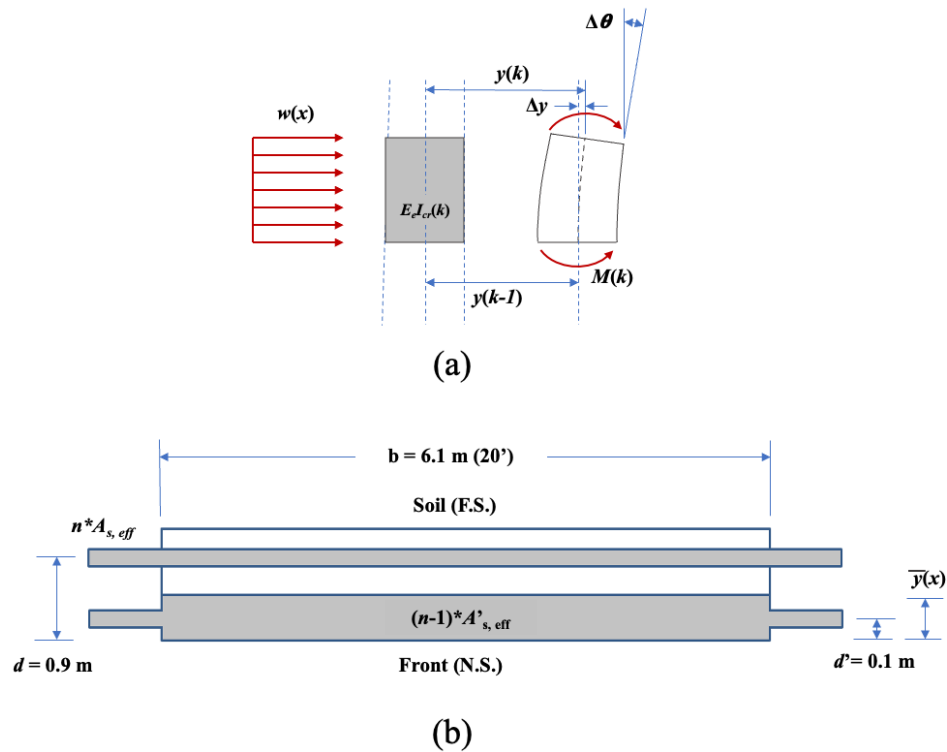 Δθ
y(k)
Δy
w(x)
EcIcr(k)
M(k)
y(k-1)
(a)
b = 6.1 m (20’)
Soil (F.S.)
n*As, eff
y̅(x)
(n-1)*A’s, eff
d = 0.9 m
Front (N.S.)
d’= 0.1 m
(b)